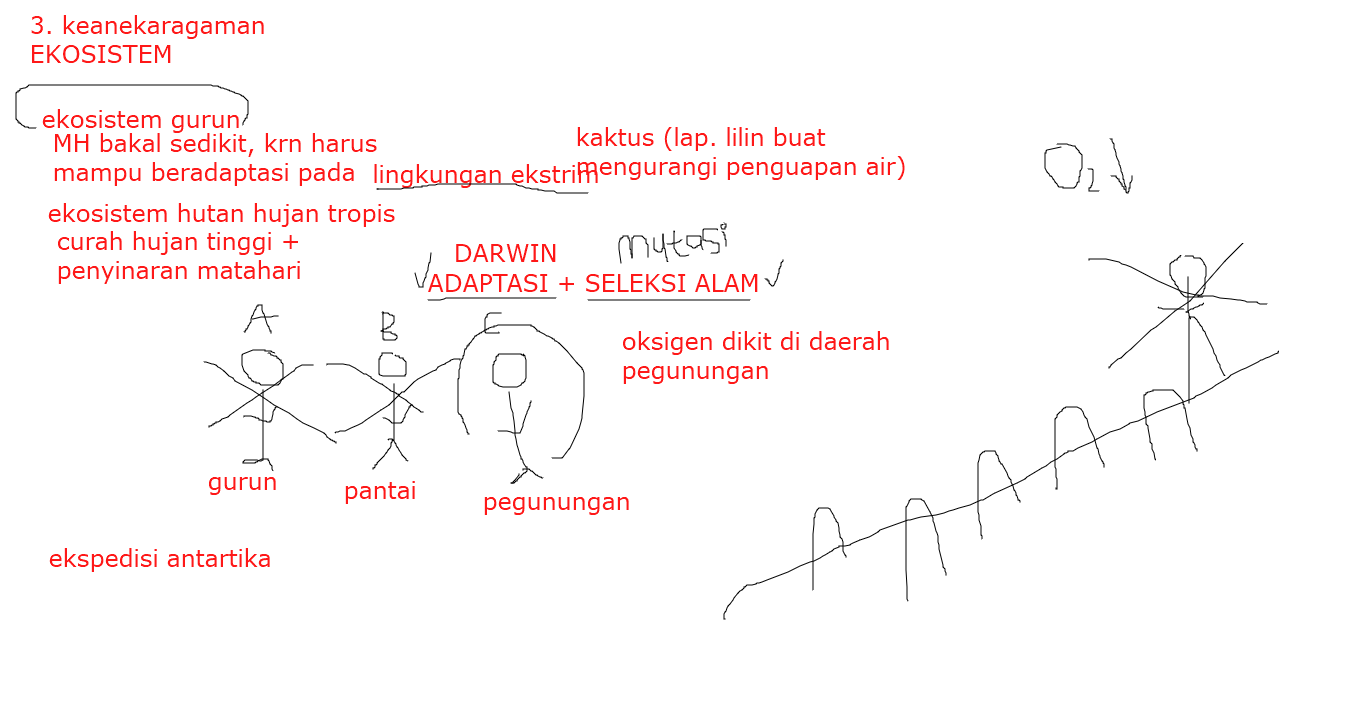 3. keanekaragaman
EKOSISTEM
ekosistem gurun
MH bakal sedikit, krn harus
mampu beradaptasi pada lingkungan ekstrim
kaktus (lap. lilin buat
mengurangi penguapan air)
O2
ekosistem hutan hujan tropis
curah hujan tinggi +
penyinaran matahari
DARWIN
mutasi
ADAPTASI + SELEKSI ALAM
A
B
C
oksigen dikit di daerah
pegunungan
gurun
pantai
pegunungan
ekspedisi antartika